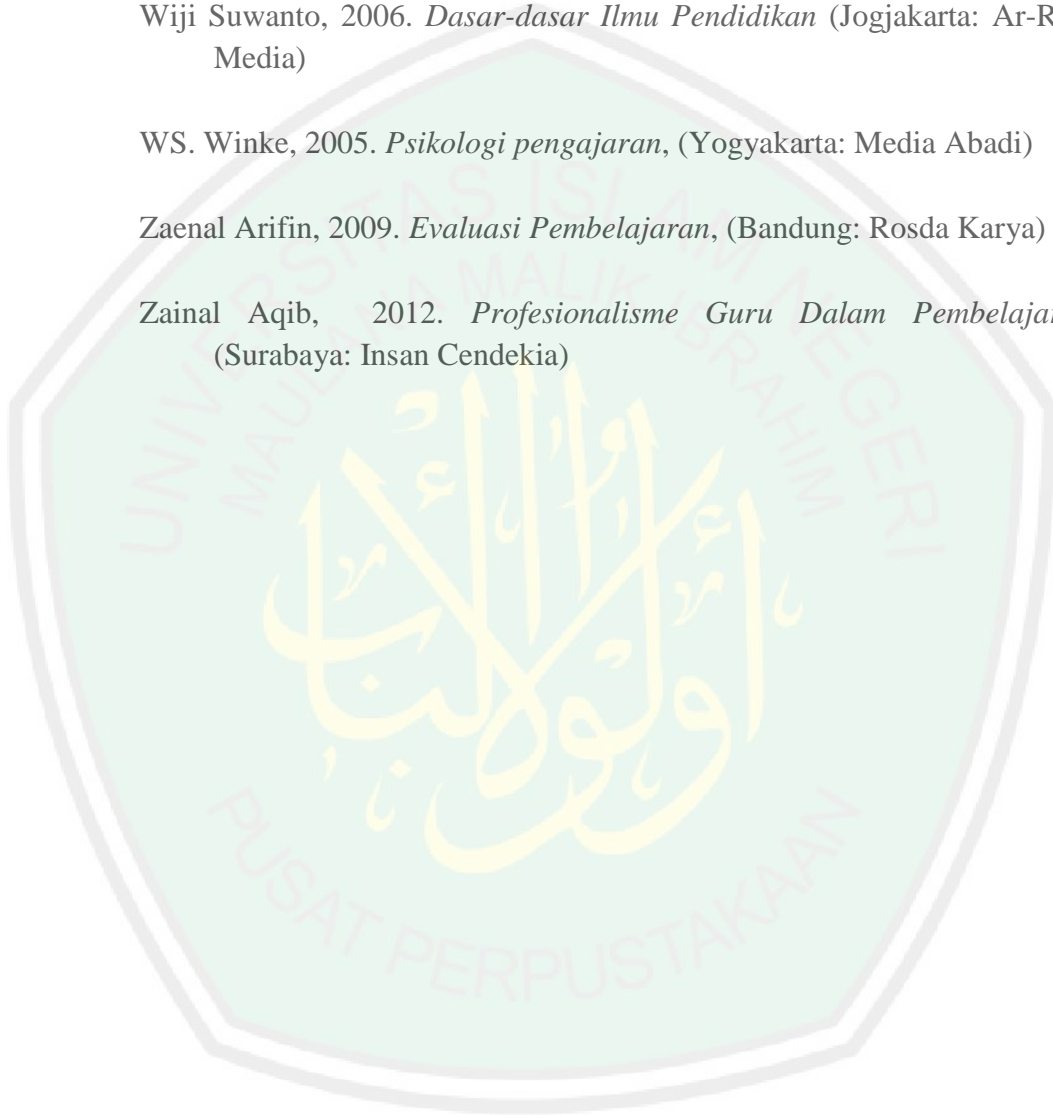 Wiji Suwanto, 2006. Dasar-dasar Ilmu Pendidikan (Jogjakarta: Ar-R
Media)
WS. Winke, 2005. Psikologi pengajaran, (Yogyakarta: Media Abadi)
Zaenal Arifin, 2009. Evaluasi Pembelajaran, (Bandung: Rosda Karya)
Zainal Aqib, 2012. Profesionalisme Guru Dalam Pembelajar
(Surabaya: Insan Cendekia)
UNIVERSITAS ISLAM NEGERI
MAULANA MALIK IBRAHIM
أولوا الألباب
PUSAT PERPUSTAKAAN